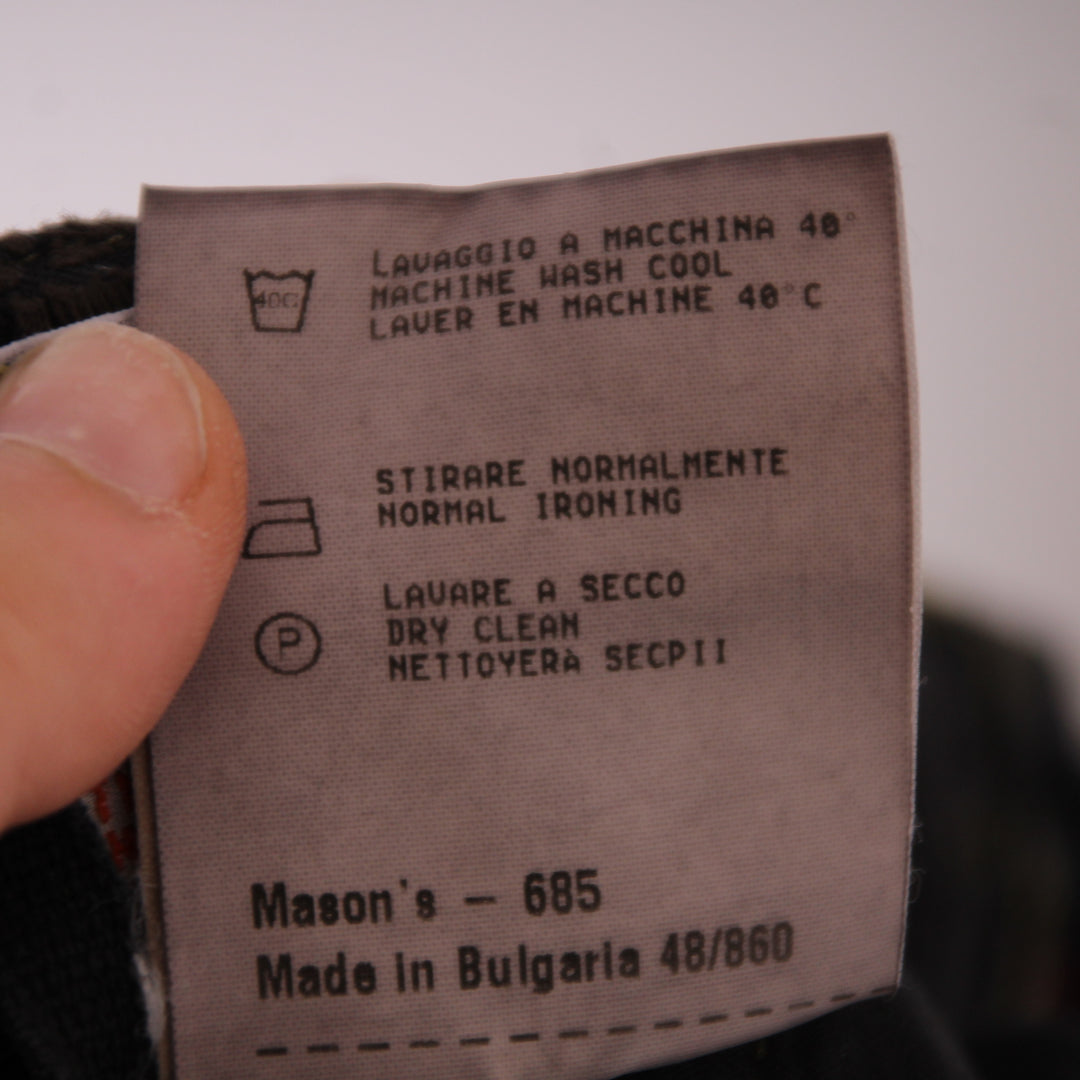 LAVAGGIO A MACCHINA 40°
MACHINE WASH COOL
LAVER EN MACHINE 40°C
STIRARE NORMALMENTE
NORMAL IRONING
LAVARE A SECCO
P
DRY CLEAN
NETTOYERÀ SECPII
Mason's – 685
Made in Bulgaria 48/860